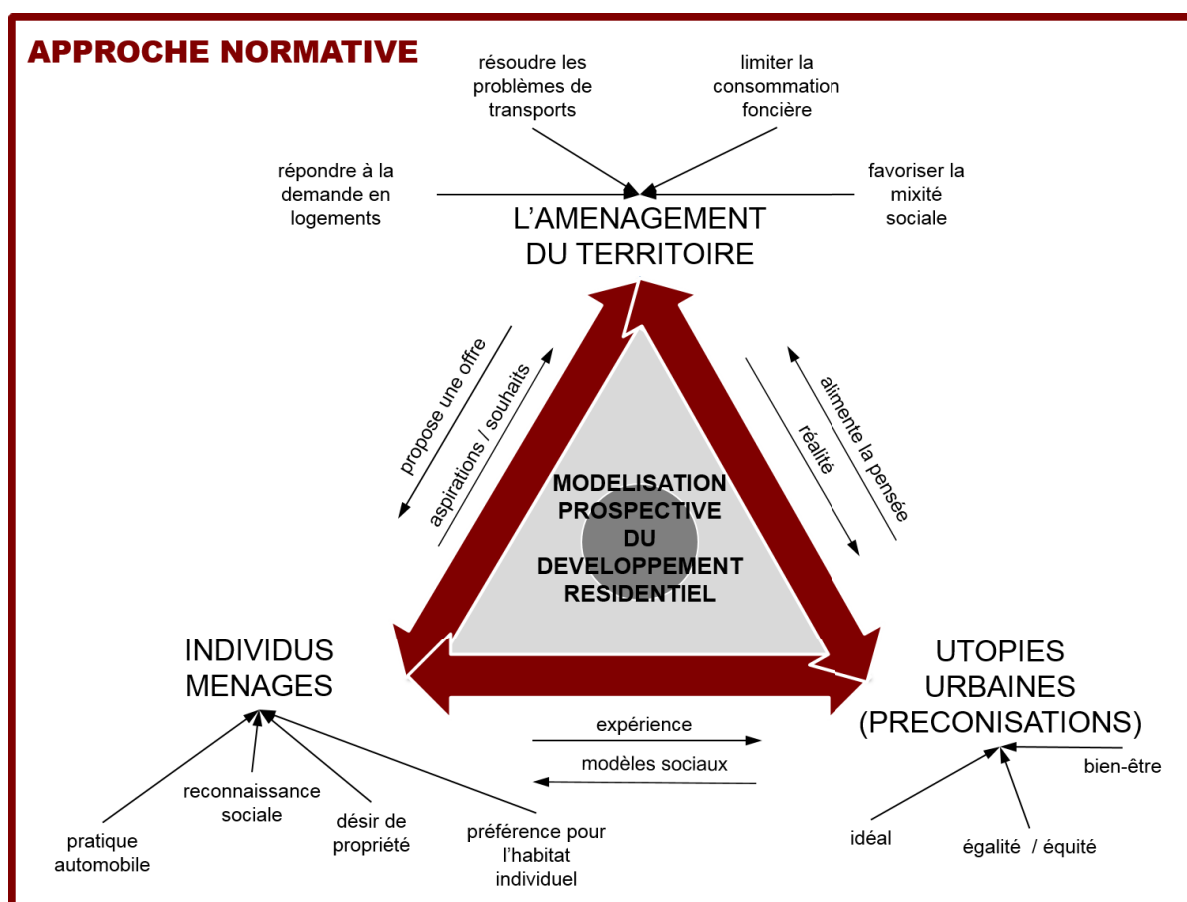 APPROCHE NORMATIVE
résoudre les
problèmes de
transports
limiter la
consommation
foncière
répondre à la
demande en
logements
favoriser la
mixité
sociale
L'AMENAGEMENT
DU TERRITOIRE
propose une offre
aspirations / souhaits
réalité
alimente la pensée
MODELISATION
PROSPECTIVE
DU
DEVELOPPEMENT
RESIDENTIEL
INDIVIDUS
MENAGES
UTOPIES
URBAINES
(PRECONISATIONS)
expérience
modèles sociaux
bien-être
reconnaissance
sociale
pratique
automobile
désir de
propriété
préférence pour
l'habitat
individuel
idéal
égalité / équité